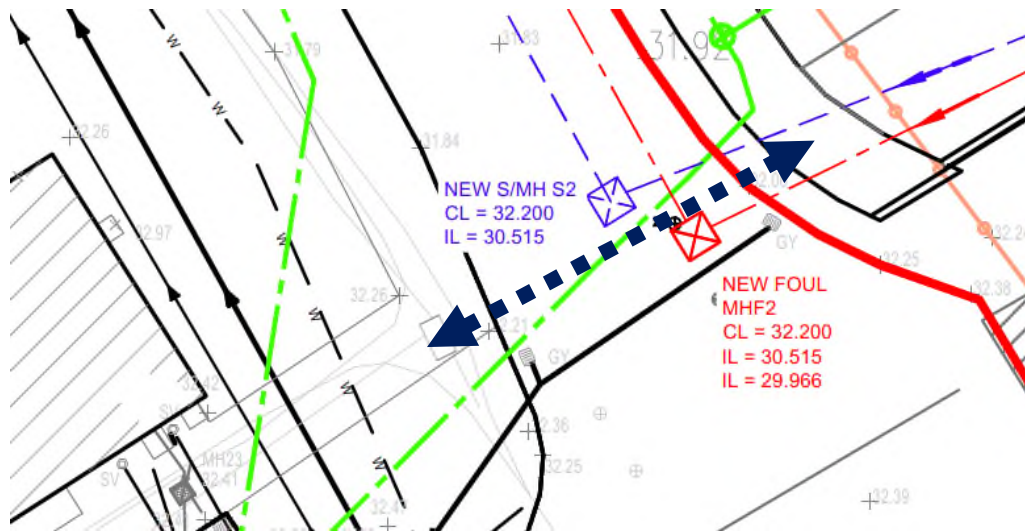 31.79
31.83
31.92
32.26
W
W
31.84
NEW S/MH S2
CL = 32.200
IL = 30.515
32.97
W
GY
32.25
32.26
W
32.38
NEW FOUL
MHF2
CL = 32.200
IL = 30.515
IL = 29.966
32.21
GY
32.42
W
SV
32.36
MH23
32.41
SV
W
32.25
32.47
32.39